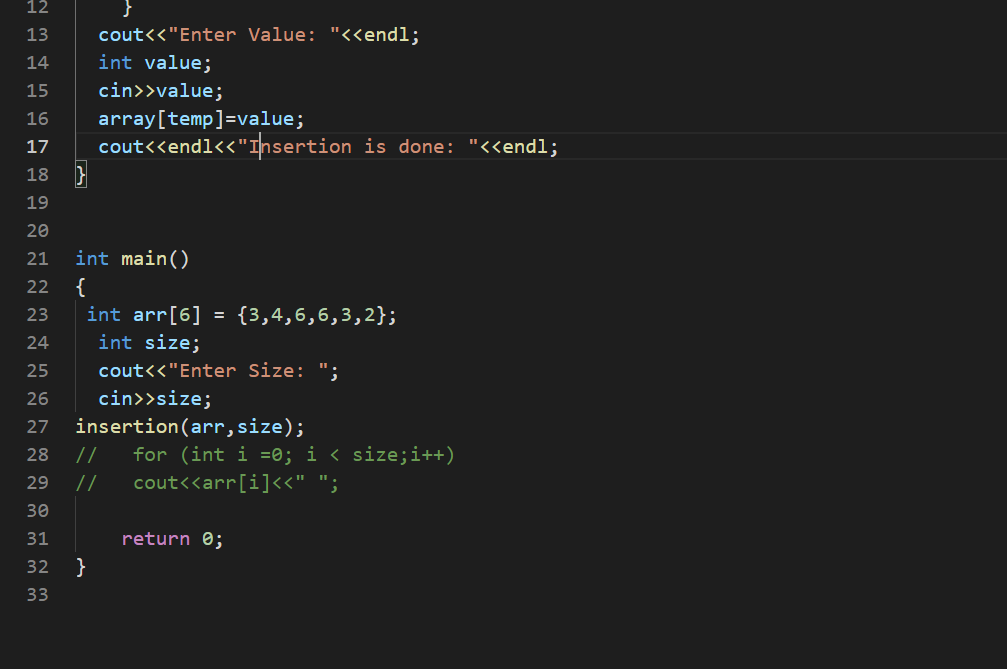 12 }
13 cout<<"Enter Value: "<<endl;
14 int value;
15 cin>>value;
16 array[temp]=value;
17 cout<<endl<<"Insertion is done: "<<endl;
18 }
19
20
21 int main()
22 {
23 int arr[6] = {3,4,6,6,3,2};
24 int size;
25 cout<<"Enter Size: ";
26 cin>>size;
27 insertion(arr,size);
28 //   for (int i =0; i < size;i++)
29 //   cout<<arr[i]<<" ";
30
31 return 0;
32 }
33